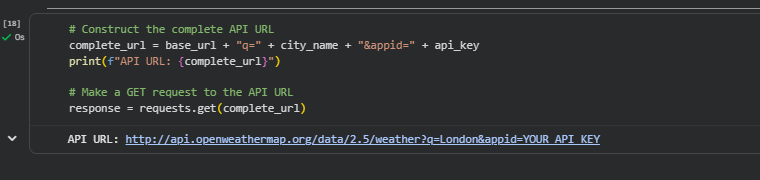 [18]
0s
# Construct the complete API URL
complete_url = base_url + "q=" + city_name + "&appid=" + api_key
print(f"API URL: {complete_url}")
# Make a GET request to the API URL
response = requests.get(complete_url)
API URL: http://api.openweathermap.org/data/2.5/weather?q=London&appid=YOUR_API_KEY